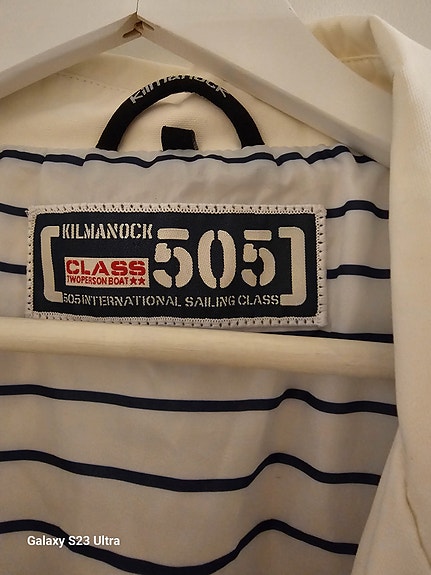 Kilmanock
KILMANOCK
505
CLASS
TWOPERSON BOAT★★
505 INTERNATIONAL SAILING CLASS
Galaxy S23 Ultra